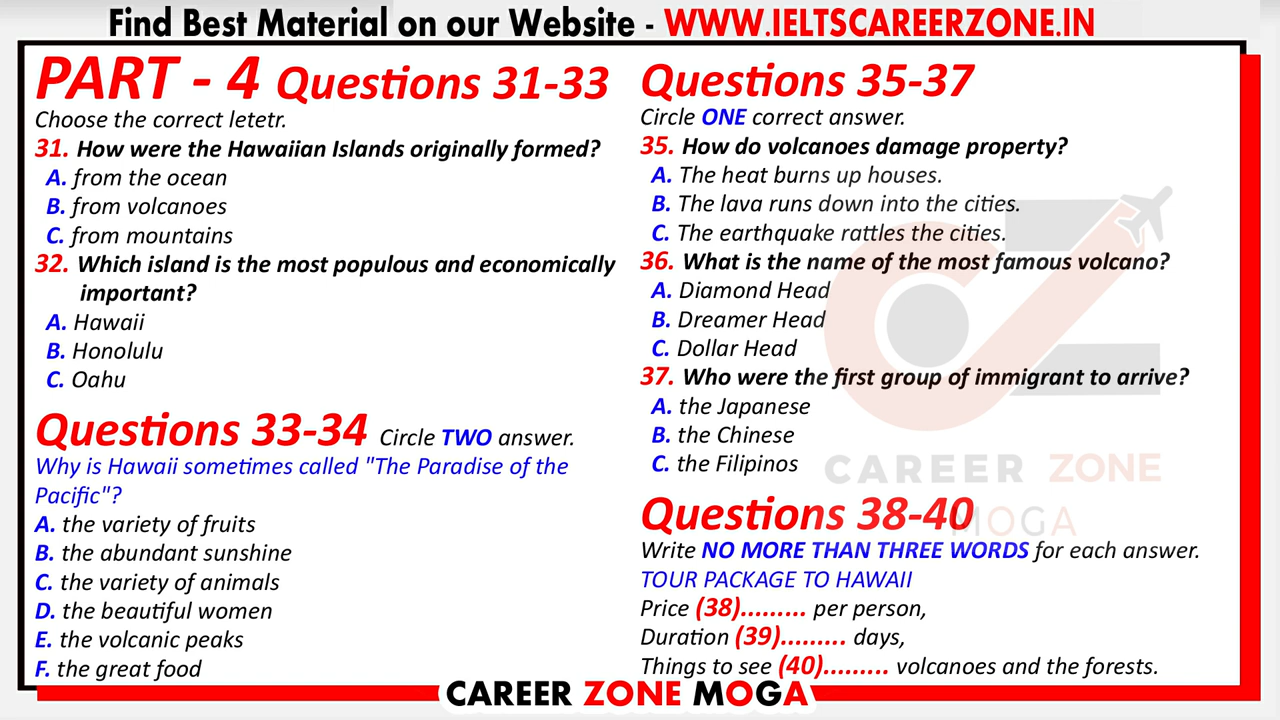 Find Best Material on our Website - WWW.IELTSCAREERZONE.IN
PART - 4 Questions 31-33
Choose the correct letetr.
31. How were the Hawaiian Islands originally formed?
A. from the ocean
B. from volcanoes
C. from mountains
32. Which island is the most populous and economically
important?
A. Hawaii
B. Honolulu
C. Oahu
Questions 33-34 Circle TWO answer.
Why is Hawaii sometimes called "The Paradise of the
Pacific"?
A. the variety of fruits
B. the abundant sunshine
C. the variety of animals
D. the beautiful women
E. the volcanic peaks
F. the great food
Questions 35-37
Circle ONE correct answer.
35. How do volcanoes damage property?
A. The heat burns up houses.
B. The lava runs down into the cities.
C. The earthquake rattles the cities.
36. What is the name of the most famous volcano?
A. Diamond Head
B. Dreamer Head
C. Dollar Head
37. Who were the first group of immigrant to arrive?
A. the Japanese
B. the Chinese
C. the Filipinos
CAREER ZONE
MOGA
Questions 38-40
Write NO MORE THAN THREE WORDS for each answer.
TOUR PACKAGE TO HAWAII
Price (38)......... per person,
Duration (39)......... days,
Things to see (40)......... volcanoes and the forests.
CAREER ZONE MOGA